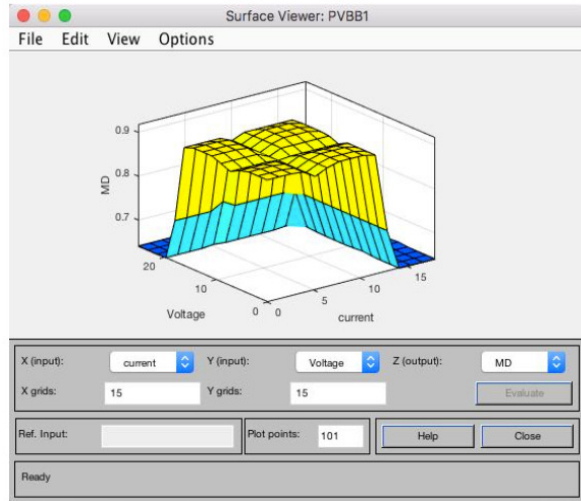 Surface Viewer: PVBB1
File Edit View Options
0.9
0.8
0.7
MD
20
10
0
Voltage
0
5
10
15
current
X (input): current Y (input): Voltage Z (output): MD
X grids: 15 Y grids: 15 Evaluate
Ref. Input: Plot points: 101 Help Close
Ready